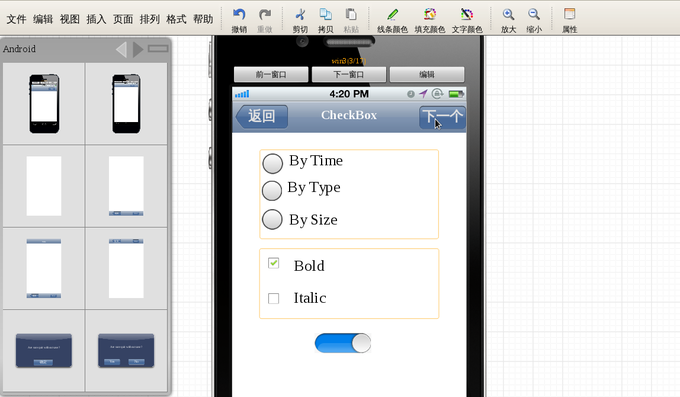 文件 编辑 视图 插入 页面 排列 格式 帮助
撤销 重做 剪切 拷贝 粘贴 线条颜色 填充颜色 文字颜色 放大 缩小 属性
Android
win3(3/17)
前一窗口 下一窗口 编辑
4:20 PM
返回 CheckBox 下一个
By Time
By Type
By Size
Bold
Italic